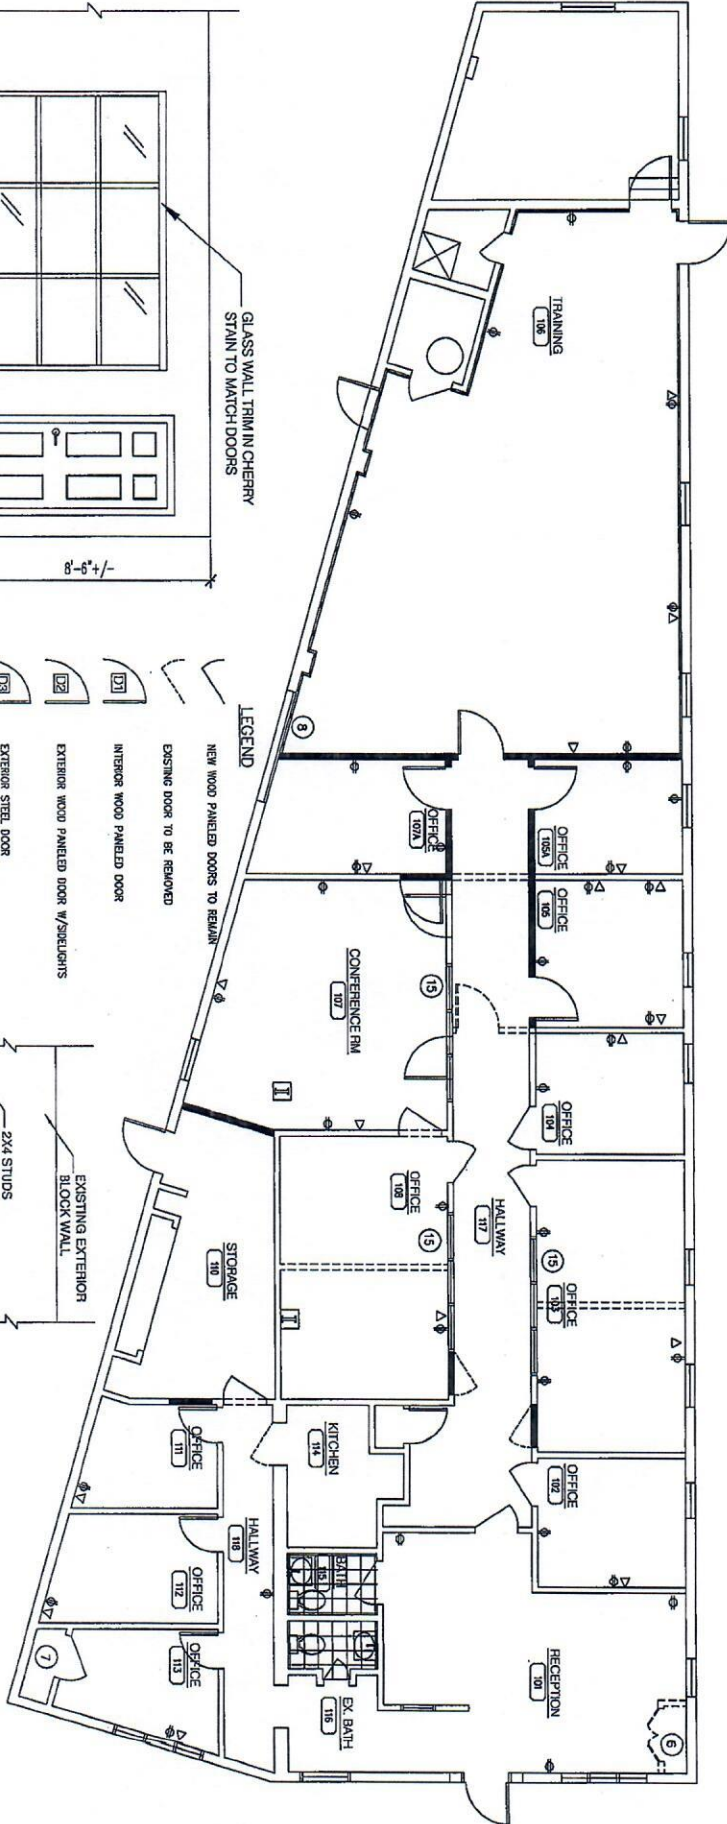 TRAINING
106
OFFICE
105A
OFFICE
105
OFFICE
104
OFFICE
103
15
OFFICE
102
RECEPTION
101
6
OFFICE
107A
8
CONFERENCE RM
107
15
HALLWAY
117
OFFICE
108
15
STORAGE
110
KITCHEN
114
BATH
115
EX. BATH
116
HALLWAY
118
OFFICE
111
OFFICE
112
OFFICE
113
7
GLASS WALL TRIM IN CHERRY
STAIN TO MATCH DOORS
8'-6"+/-
LEGEND
NEW WOOD PANELED DOORS TO REMAIN
EXISTING DOOR TO BE REMOVED
D1
INTERIOR WOOD PANELED DOOR
D2
EXTERIOR WOOD PANELED DOOR W/SIDELIGHTS
D3
EXTERIOR STEEL DOOR
EXISTING EXTERIOR
BLOCK WALL
2X4 STUDS